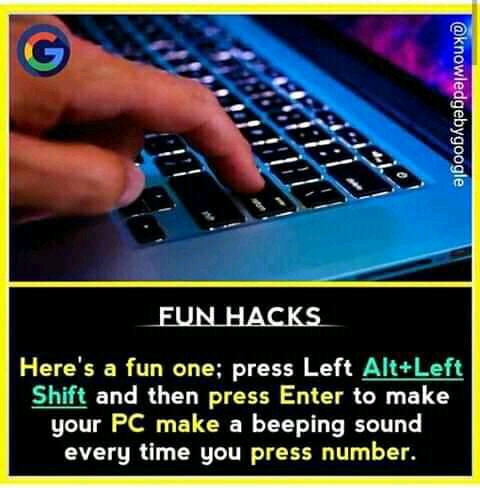 @knowledgebygoogle
FUN HACKS
Here's a fun one; press Left Alt+Left
Shift and then press Enter to make
your PC make a beeping sound
every time you press number.